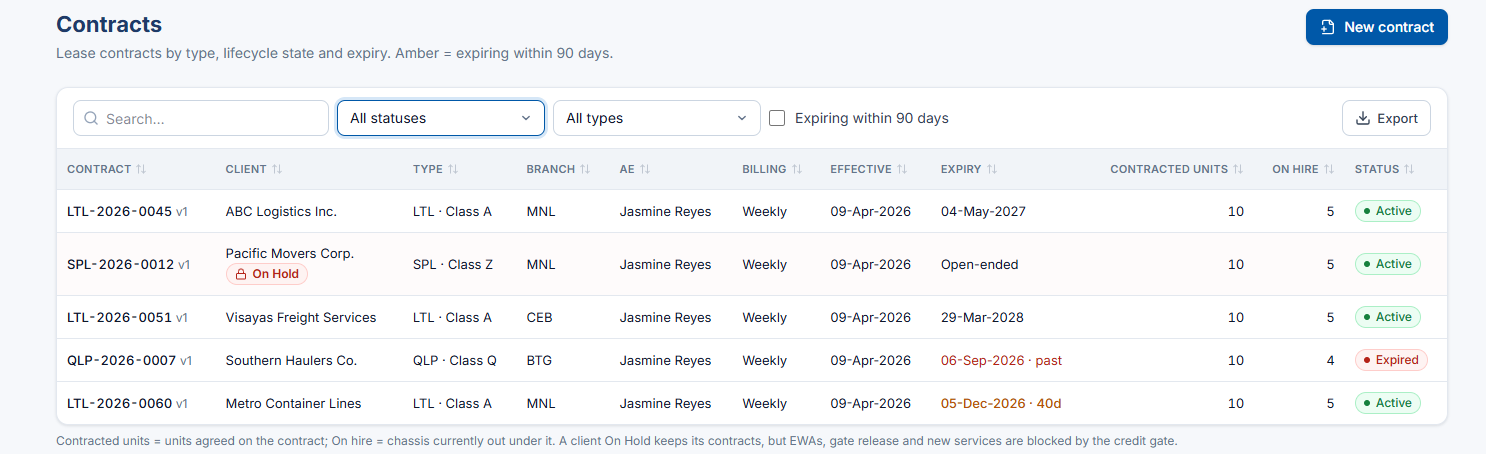 Contracts
New contract
Lease contracts by type, lifecycle state and expiry. Amber = expiring within 90 days.
Search... All statuses All types Expiring within 90 days Export
CONTRACT CLIENT TYPE BRANCH AE BILLING EFFECTIVE EXPIRY CONTRACTED UNITS ON HIRE STATUS
LTL-2026-0045 v1 ABC Logistics Inc. LTL · Class A MNL Jasmine Reyes Weekly 09-Apr-2026 04-May-2027 10 5 Active
SPL-2026-0012 v1 Pacific Movers Corp. SPL · Class Z MNL Jasmine Reyes Weekly 09-Apr-2026 Open-ended 10 5 Active
On Hold
LTL-2026-0051 v1 Visayas Freight Services LTL · Class A CEB Jasmine Reyes Weekly 09-Apr-2026 29-Mar-2028 10 5 Active
QLP-2026-0007 v1 Southern Haulers Co. QLP · Class Q BTG Jasmine Reyes Weekly 09-Apr-2026 06-Sep-2026 · past 10 4 Expired
LTL-2026-0060 v1 Metro Container Lines LTL · Class A MNL Jasmine Reyes Weekly 09-Apr-2026 05-Dec-2026 · 40d 10 5 Active
Contracted units = units agreed on the contract; On hire = chassis currently out under it. A client On Hold keeps its contracts, but EWAs, gate release and new services are blocked by the credit gate.